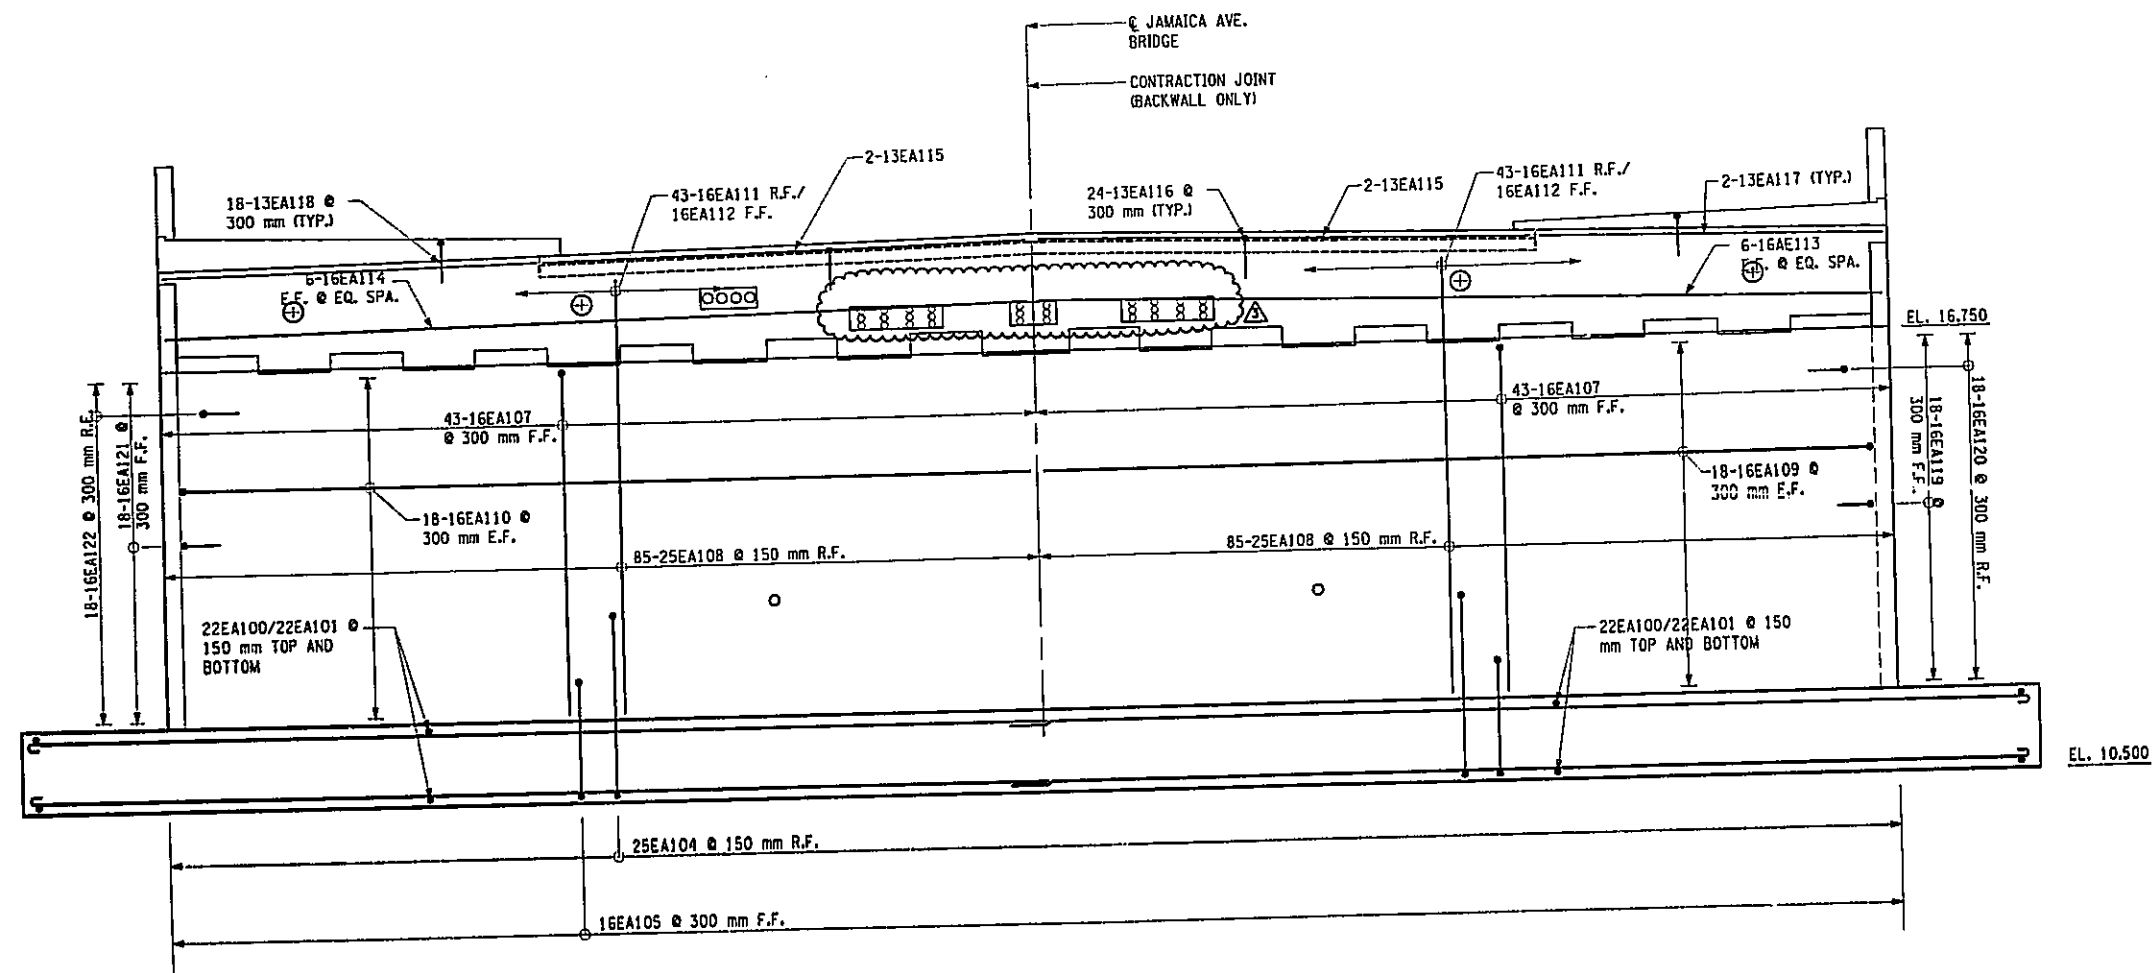 ℄ JAMAICA AVE.
BRIDGE
CONTRACTION JOINT
(BACKWALL ONLY)
2-13EA115
43-16EA111 R.F./
16EA112 F.F.
18-13EA118 @
300 mm (TYP.)
24-13EA116 @
300 mm (TYP.)
2-13EA115
43-16EA111 R.F./
16EA112 F.F.
2-13EA117 (TYP.)
6-16EA114
E.F. @ EQ. SPA.
6-16AE113
E.F. @ EQ. SPA.
3
EL. 16.750
43-16EA107
@ 300 mm F.F.
43-16EA107
@ 300 mm F.F.
18-16EA122 @ 300 mm R.F.
18-16EA121 @
300 mm F.F.
18-16EA110 @
300 mm E.F.
18-16EA109 @
300 mm E.F.
18-16EA119 @
300 mm F.F.
18-16EA120 @ 300 mm R.F.
85-25EA108 @ 150 mm R.F.
85-25EA108 @ 150 mm R.F.
22EA100/22EA101 @
150 mm TOP AND
BOTTOM
22EA100/22EA101 @ 150
mm TOP AND BOTTOM
EL. 10.500
25EA104 @ 150 mm R.F.
16EA105 @ 300 mm F.F.